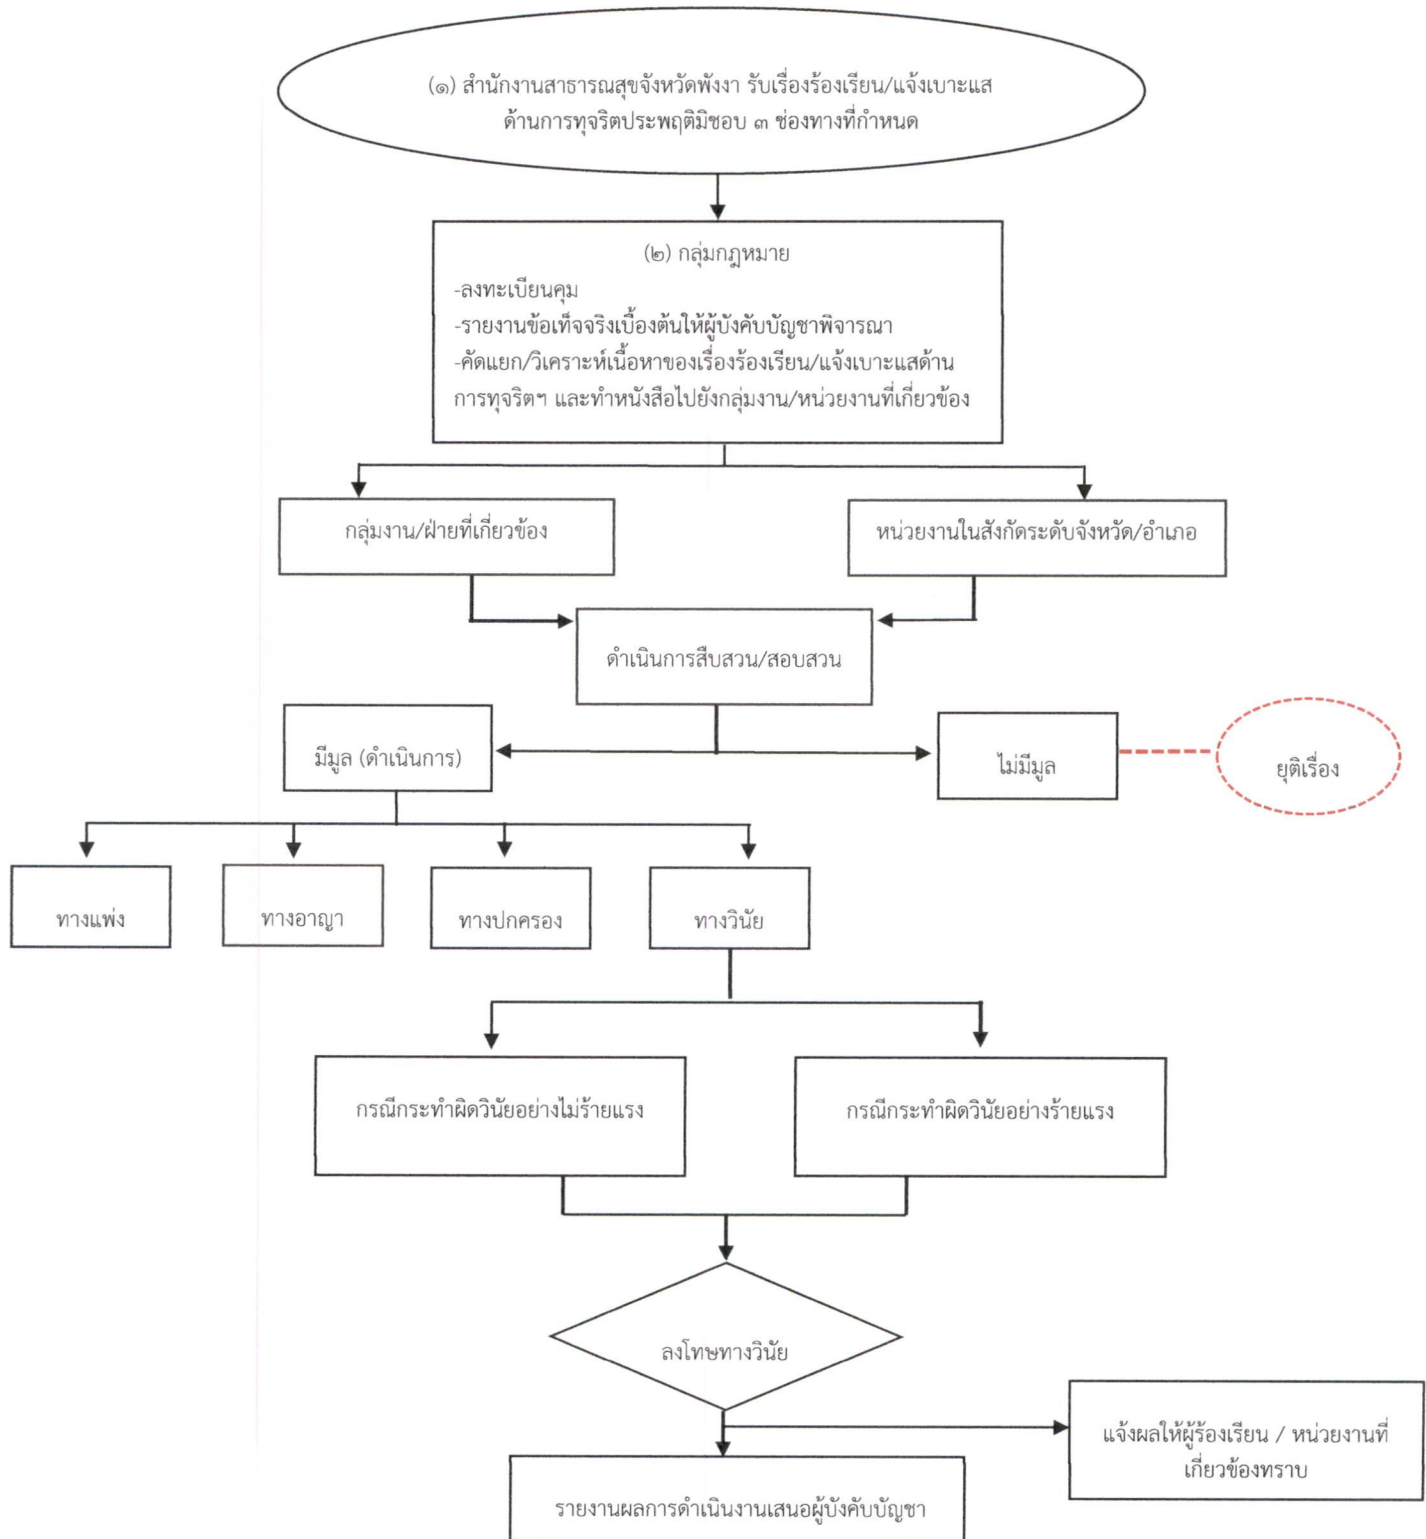 (๑) สำนักงานสาธารณสุขจังหวัดพังงา รับเรื่องร้องเรียน/แจ้งเบาะแส
ด้านการทุจริตประพฤติมิชอบ ๓ ช่องทางที่กำหนด
(๒) กลุ่มกฎหมาย
-ลงทะเบียนคุม
-รายงานข้อเท็จจริงเบื้องต้นให้ผู้บังคับบัญชาพิจารณา
-คัดแยก/วิเคราะห์เนื้อหาของเรื่องร้องเรียน/แจ้งเบาะแสด้าน
การทุจริตฯ และทำหนังสือไปยังกลุ่มงาน/หน่วยงานที่เกี่ยวข้อง
กลุ่มงาน/ฝ่ายที่เกี่ยวข้อง
หน่วยงานในสังกัดระดับจังหวัด/อำเภอ
ดำเนินการสืบสวน/สอบสวน
มีมูล (ดำเนินการ)
ไม่มีมูล
ยุติเรื่อง
ทางแพ่ง
ทางอาญา
ทางปกครอง
ทางวินัย
กรณีกระทำผิดวินัยอย่างไม่ร้ายแรง
กรณีกระทำผิดวินัยอย่างร้ายแรง
ลงโทษทางวินัย
แจ้งผลให้ผู้ร้องเรียน / หน่วยงานที่
เกี่ยวข้องทราบ
รายงานผลการดำเนินงานเสนอผู้บังคับบัญชา